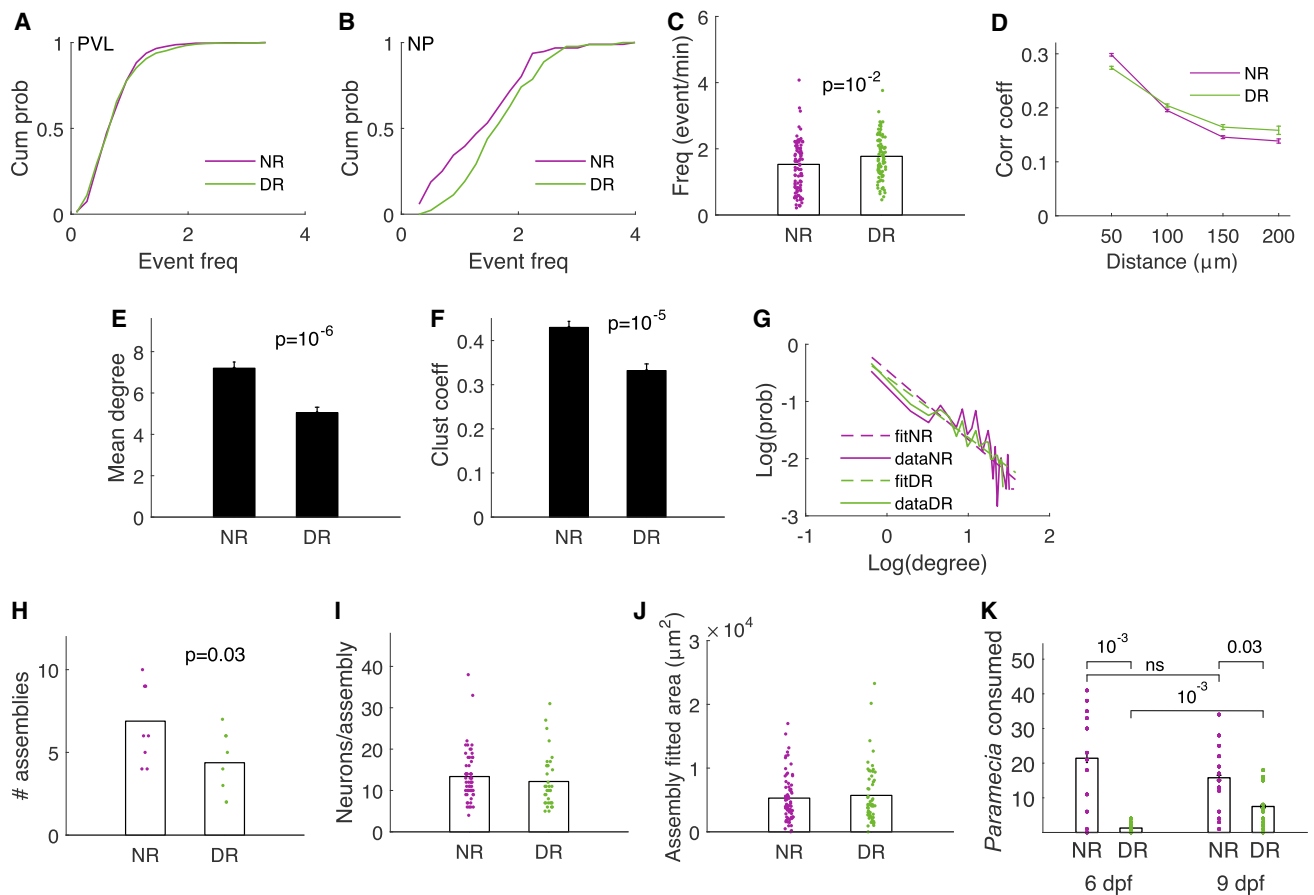 A
PVL
Cum prob
1
0.5
0
0 2 4
Event freq
NR
DR
B
NP
Cum prob
1
0.5
0
0 2 4
Event freq
NR
DR
C
Freq (event/min)
6
4
2
0
p=10-2
NR DR
D
Corr coeff
0.3
0.2
0.1
0
NR
DR
50 100 150 200
Distance (μm)
E
Mean degree
8
6
4
2
0
p=10-6
NR DR
F
Clust coeff
0.4
0.3
0.2
0.1
0
p=10-5
NR DR
G
Log(prob)
0
-1
-2
-3
fitNR
dataNR
fitDR
dataDR
-1 0 1 2
Log(degree)
H
# assemblies
10
5
0
p=0.03
NR DR
I
Neurons/assembly
40
30
20
10
0
NR DR
J
Assembly fitted area (μm2)
3 × 104
2
1
0
NR DR
K
Paramecia consumed
50
40
30
20
10
10-3
0.03
ns
10-3
NR DR NR DR
6 dpf 9 dpf